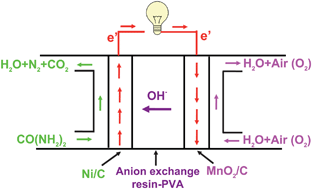 e⁻ e⁻
H₂O+N₂+CO₂ H₂O+Air (O₂)
OH⁻
CO(NH₂)₂ H₂O+Air (O₂)
Ni/C Anion exchange MnO₂/C
resin-PVA